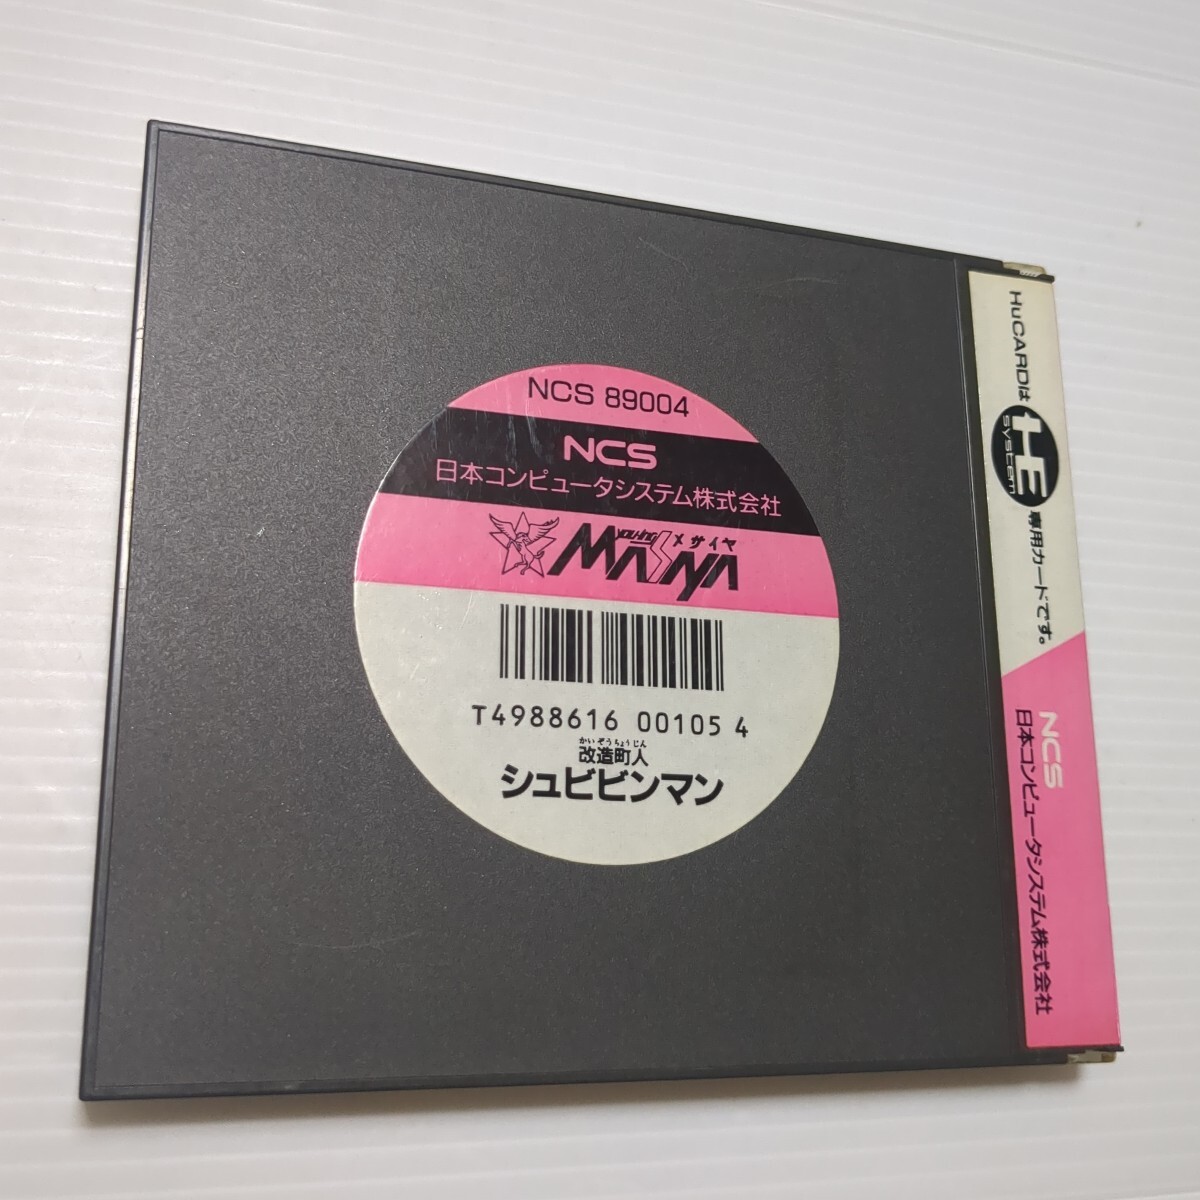 NCS 89004
NCS
日本コンピュータシステム株式会社
メサイヤ
MASAYA
T4988616 00105 4
かいぞうちょうじん
改造町人
シュビビンマン
HuCARDは HE system 専用カードです。
NCS
日本コンピュータシステム株式会社